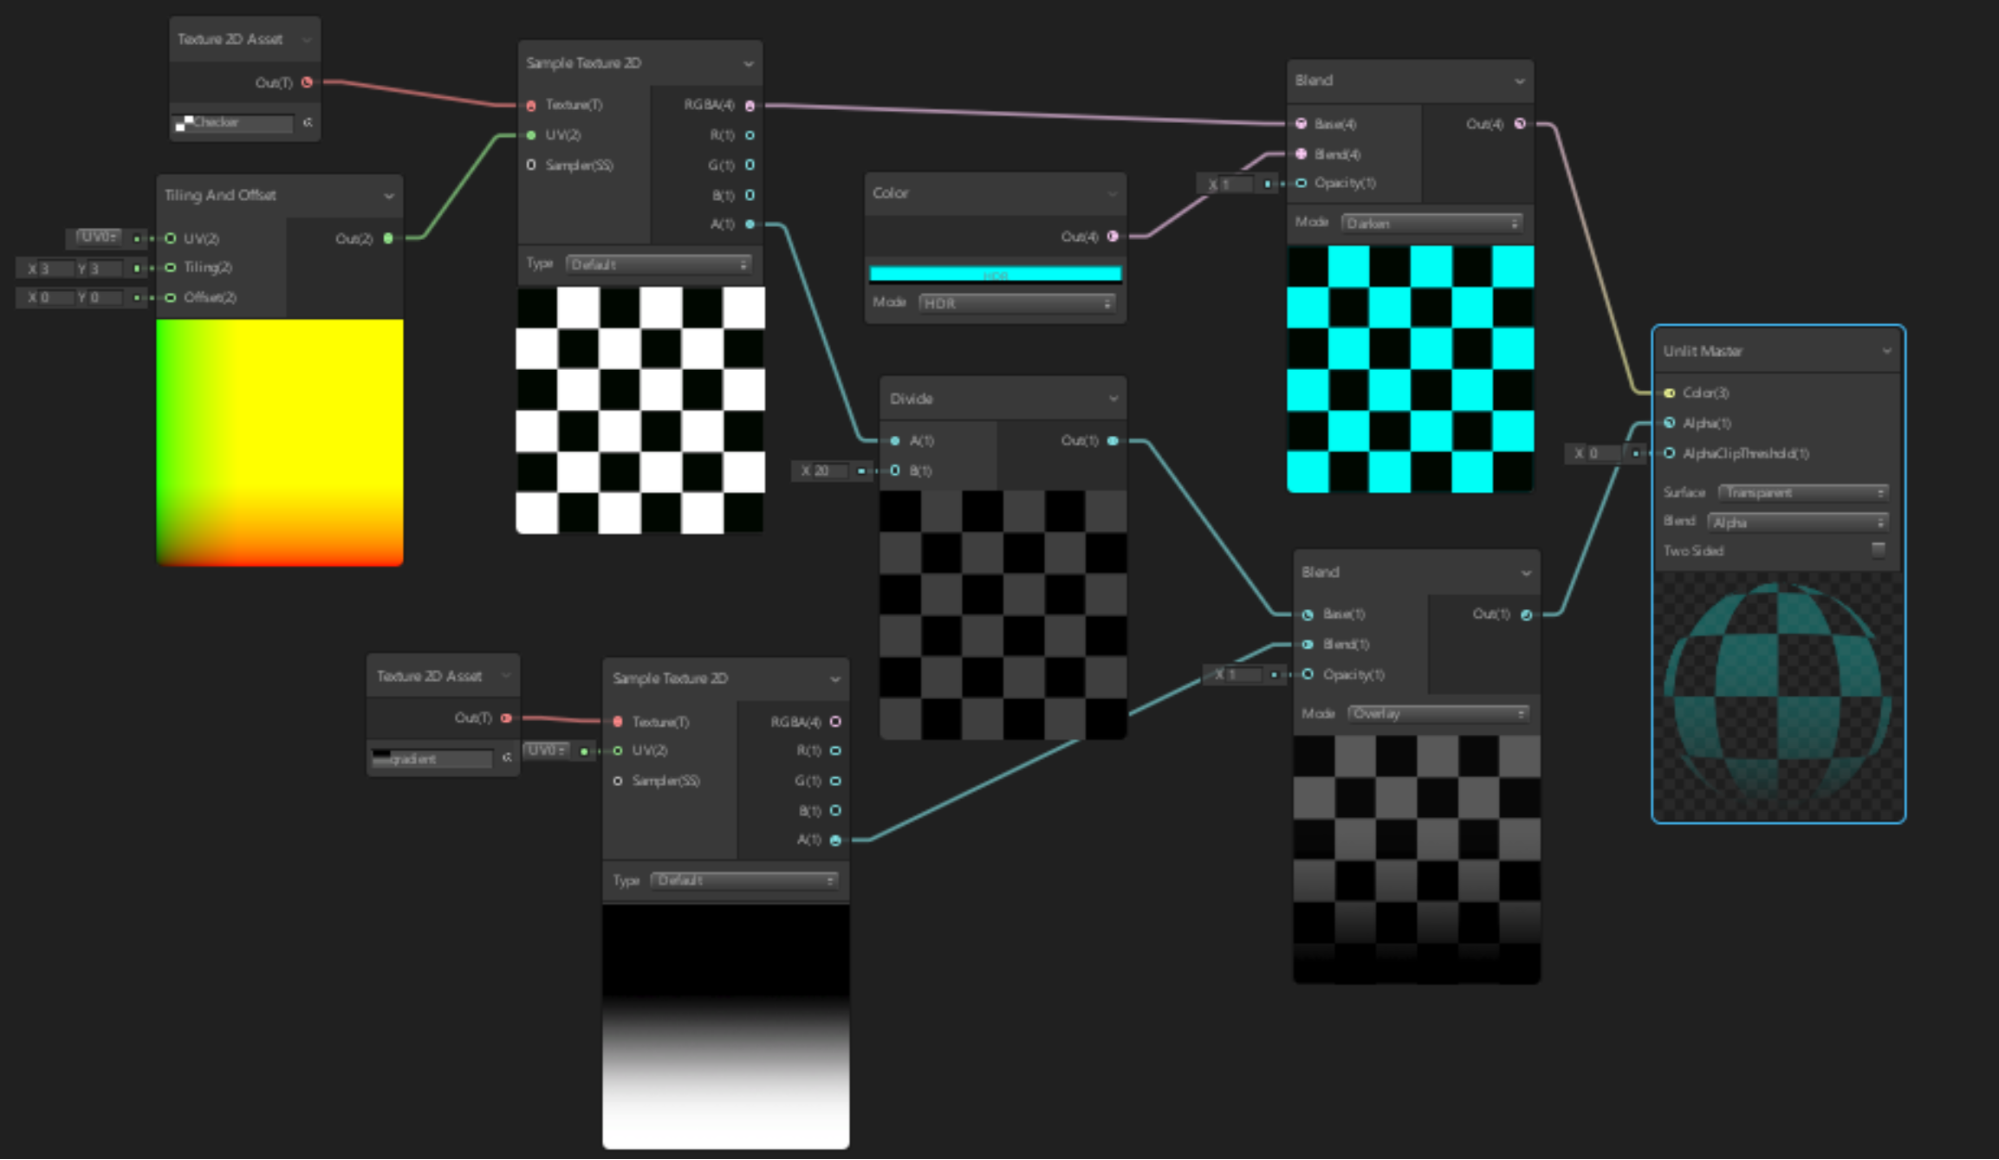 Texture 2D Asset
Out(T)
Checker
Tiling And Offset
UV0
UV(2)
Out(2)
X 3 Y 3
Tiling(2)
X 0 Y 0
Offset(2)
Sample Texture 2D
Texture(T)
RGBA(4)
UV(2)
R(1)
Sampler(SS)
G(1)
B(1)
A(1)
Type Default
Color
Out(4)
HDR
Mode HDR
Divide
A(1)
Out(1)
X 20
B(1)
Blend
Base(4)
Out(4)
Blend(4)
X 1
Opacity(1)
Mode Darken
Texture 2D Asset
Out(T)
gradient
Sample Texture 2D
Texture(T)
RGBA(4)
UV0
UV(2)
R(1)
Sampler(SS)
G(1)
B(1)
A(1)
Type Default
Blend
Base(1)
Out(1)
Blend(1)
X 1
Opacity(1)
Mode Overlay
Unlit Master
Color(3)
Alpha(1)
X 0
AlphaClipThreshold(1)
Surface Transparent
Blend Alpha
Two Sided